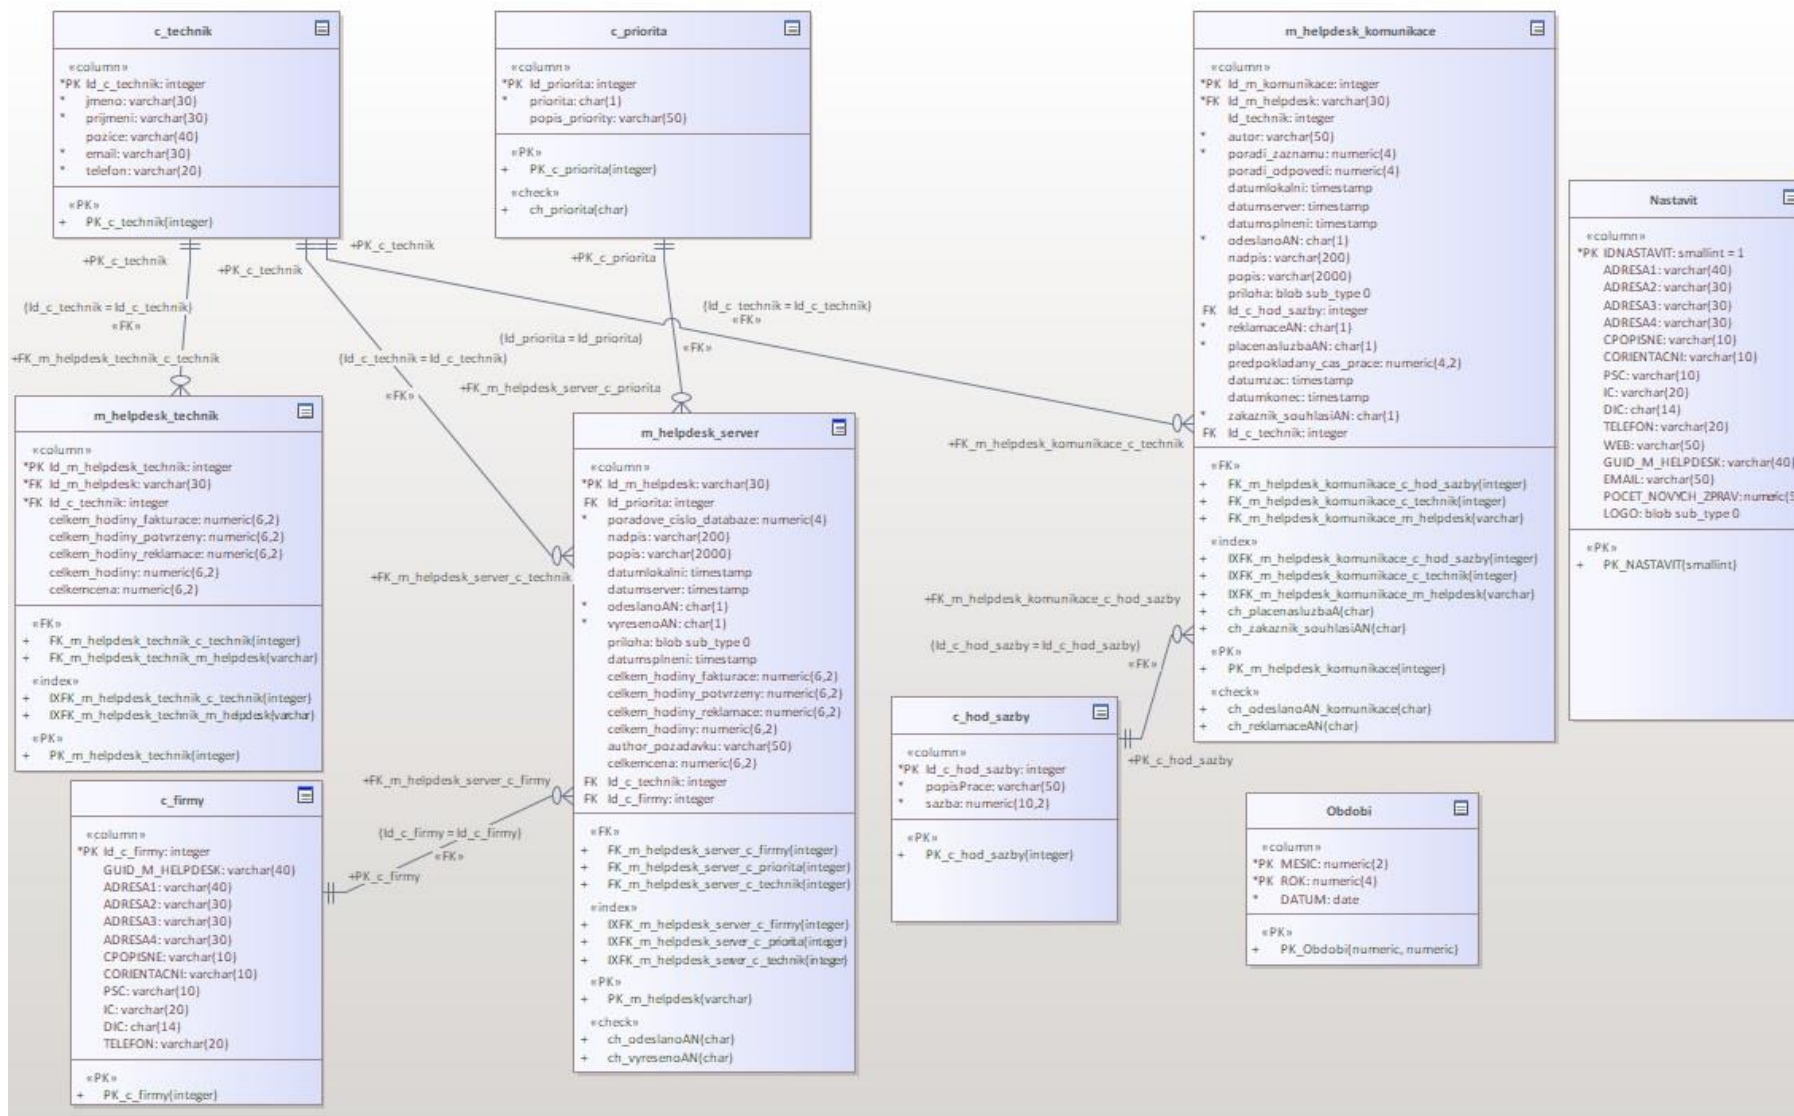 c_technik
«column»
*PK Id_c_technik: integer
* jmeno: varchar(30)
* prijmeni: varchar(30)
pozice: varchar(40)
* email: varchar(30)
* telefon: varchar(20)
«PK»
+ PK_c_technik(integer)
c_priorita
«column»
*PK Id_priorita: integer
* priorita: char(1)
popis_priority: varchar(50)
«PK»
+ PK_c_priorita(integer)
«check»
+ ch_priorita(char)
m_helpdesk_komunikace
«column»
*PK Id_m_komunikace: integer
*FK Id_m_helpdesk: varchar(30)
Id_technik: integer
* autor: varchar(50)
* poradi_zaznamu: numeric(4)
poradi_odpovedi: numeric(4)
datumlokalni: timestamp
datumserver: timestamp
datumsplneni: timestamp
* odeslanoAN: char(1)
nadpis: varchar(200)
popis: varchar(2000)
priloha: blob sub_type 0
FK Id_c_hod_sazby: integer
* reklamaceAN: char(1)
* placenasluzbaAN: char(1)
predpokladany_cas_prace: numeric(4,2)
datumzac: timestamp
datumkonec: timestamp
* zakaznik_souhlasiAN: char(1)
FK Id_c_technik: integer
«FK»
+ FK_m_helpdesk_komunikace_c_hod_sazby(integer)
+ FK_m_helpdesk_komunikace_c_technik(integer)
+ FK_m_helpdesk_komunikace_m_helpdesk(varchar)
«index»
+ IXFK_m_helpdesk_komunikace_c_hod_sazby(integer)
+ IXFK_m_helpdesk_komunikace_c_technik(integer)
+ IXFK_m_helpdesk_komunikace_m_helpdesk(varchar)
+ ch_placenasluzbaA(char)
+ ch_zakaznik_souhlasiAN(char)
«PK»
+ PK_m_helpdesk_komunikace(integer)
«check»
+ ch_odeslanoAN_komunikace(char)
+ ch_reklamaceAN(char)
Nastavit
«column»
*PK IDNASTAVIT: smallint = 1
ADRESA1: varchar(40)
ADRESA2: varchar(30)
ADRESA3: varchar(30)
ADRESA4: varchar(30)
CPOPISNE: varchar(10)
CORIENTACNI: varchar(10)
PSC: varchar(10)
IC: varchar(20)
DIC: char(14)
TELEFON: varchar(20)
WEB: varchar(50)
GUID_M_HELPDESK: varchar(40)
EMAIL: varchar(50)
POCET_NOVYCH_ZPRAV: numeric(5
LOGO: blob sub_type 0
«PK»
+ PK_NASTAVIT(smallint)
+PK_c_technik
+PK_c_technik
+PK_c_technik
+PK_c_priorita
(Id_c_technik = Id_c_technik)
«FK»
(Id_c_technik = Id_c_technik)
«FK»
(Id_priorita = Id_priorita)
«FK»
+FK_m_helpdesk_technik_c_technik
(Id_c_technik = Id_c_technik)
«FK»
+FK_m_helpdesk_server_c_priorita
+FK_m_helpdesk_komunikace_c_technik
m_helpdesk_technik
«column»
*PK Id_m_helpdesk_technik: integer
*FK Id_m_helpdesk: varchar(30)
*FK Id_c_technik: integer
celkem_hodiny_fakturace: numeric(6,2)
celkem_hodiny_potvrzeny: numeric(6,2)
celkem_hodiny_reklamace: numeric(6,2)
celkem_hodiny: numeric(6,2)
celkemcena: numeric(6,2)
«FK»
+ FK_m_helpdesk_technik_c_technik(integer)
+ FK_m_helpdesk_technik_m_helpdesk(varchar)
«index»
+ IXFK_m_helpdesk_technik_c_technik(integer)
+ IXFK_m_helpdesk_technik_m_helpdesk(varchar)
«PK»
+ PK_m_helpdesk_technik(integer)
+FK_m_helpdesk_server_c_technik
m_helpdesk_server
«column»
*PK Id_m_helpdesk: varchar(30)
FK Id_priorita: integer
* poradove_cislo_databaze: numeric(4)
nadpis: varchar(200)
popis: varchar(2000)
datumlokalni: timestamp
datumserver: timestamp
* odeslanoAN: char(1)
* vyresenoAN: char(1)
priloha: blob sub_type 0
datumsplneni: timestamp
celkem_hodiny_fakturace: numeric(6,2)
celkem_hodiny_potvrzeny: numeric(6,2)
celkem_hodiny_reklamace: numeric(6,2)
celkem_hodiny: numeric(6,2)
author_pozadavku: varchar(50)
celkemcena: numeric(6,2)
FK Id_c_technik: integer
FK Id_c_firmy: integer
«FK»
+ FK_m_helpdesk_server_c_firmy(integer)
+ FK_m_helpdesk_server_c_priorita(integer)
+ FK_m_helpdesk_server_c_technik(integer)
«index»
+ IXFK_m_helpdesk_server_c_firmy(integer)
+ IXFK_m_helpdesk_server_c_priorita(integer)
+ IXFK_m_helpdesk_server_c_technik(integer)
«PK»
+ PK_m_helpdesk(varchar)
«check»
+ ch_odeslanoAN(char)
+ ch_vyresenoAN(char)
+FK_m_helpdesk_komunikace_c_hod_sazby
(Id_c_hod_sazby = Id_c_hod_sazby)
«FK»
+PK_c_hod_sazby
c_hod_sazby
«column»
*PK Id_c_hod_sazby: integer
* popisPrace: varchar(50)
* sazba: numeric(10,2)
«PK»
+ PK_c_hod_sazby(integer)
+FK_m_helpdesk_server_c_firmy
(Id_c_firmy = Id_c_firmy)
«FK»
+PK_c_firmy
c_firmy
«column»
*PK Id_c_firmy: integer
GUID_M_HELPDESK: varchar(40)
ADRESA1: varchar(40)
ADRESA2: varchar(30)
ADRESA3: varchar(30)
ADRESA4: varchar(30)
CPOPISNE: varchar(10)
CORIENTACNI: varchar(10)
PSC: varchar(10)
IC: varchar(20)
DIC: char(14)
TELEFON: varchar(20)
«PK»
+ PK_c_firmy(integer)
Obdobi
«column»
*PK MESIC: numeric(2)
*PK ROK: numeric(4)
* DATUM: date
«PK»
+ PK_Obdobi(numeric, numeric)